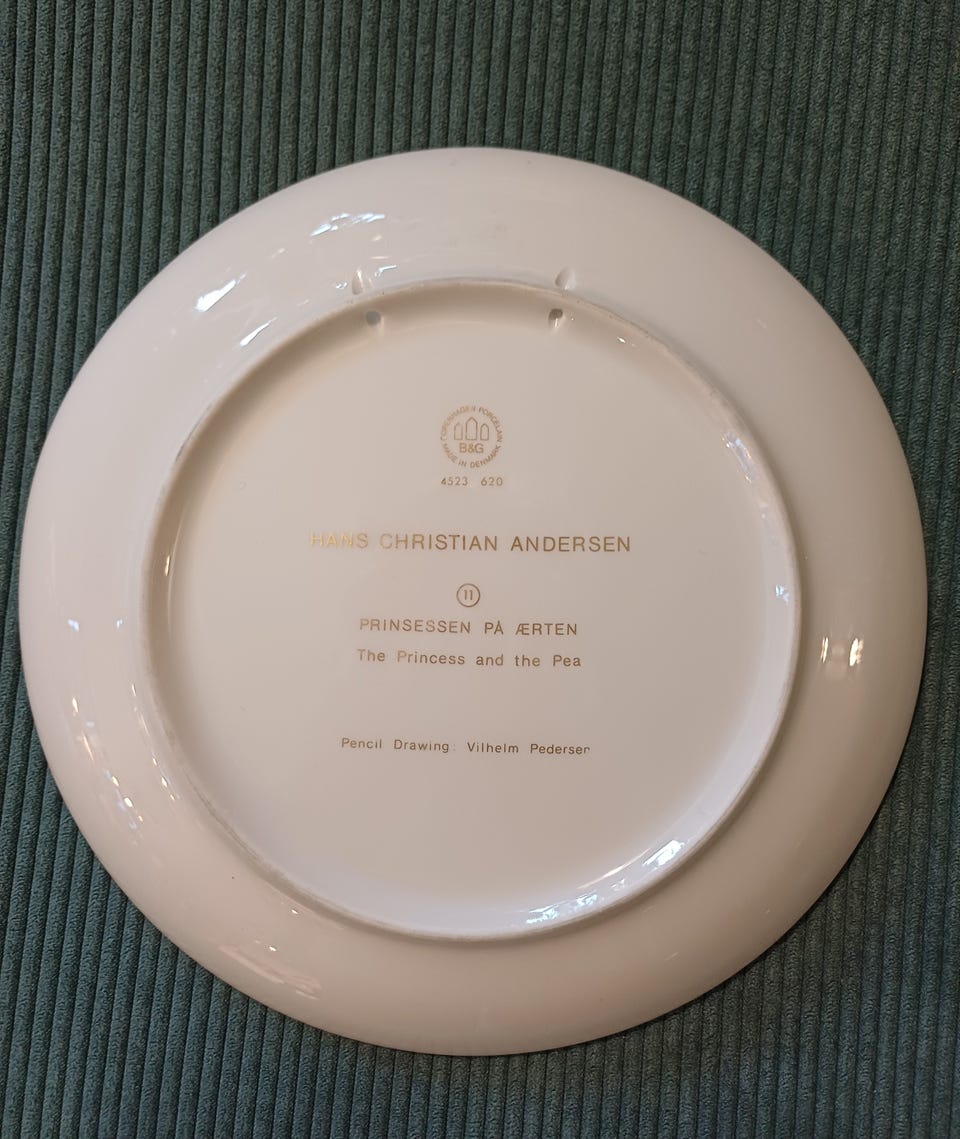 COPENHAGEN PORCELAIN
B&G
MADE IN DENMARK
4523 620
HANS CHRISTIAN ANDERSEN
11
PRINSESSEN PÅ ÆRTEN
The Princess and the Pea
Pencil Drawing: Vilhelm Pedersen